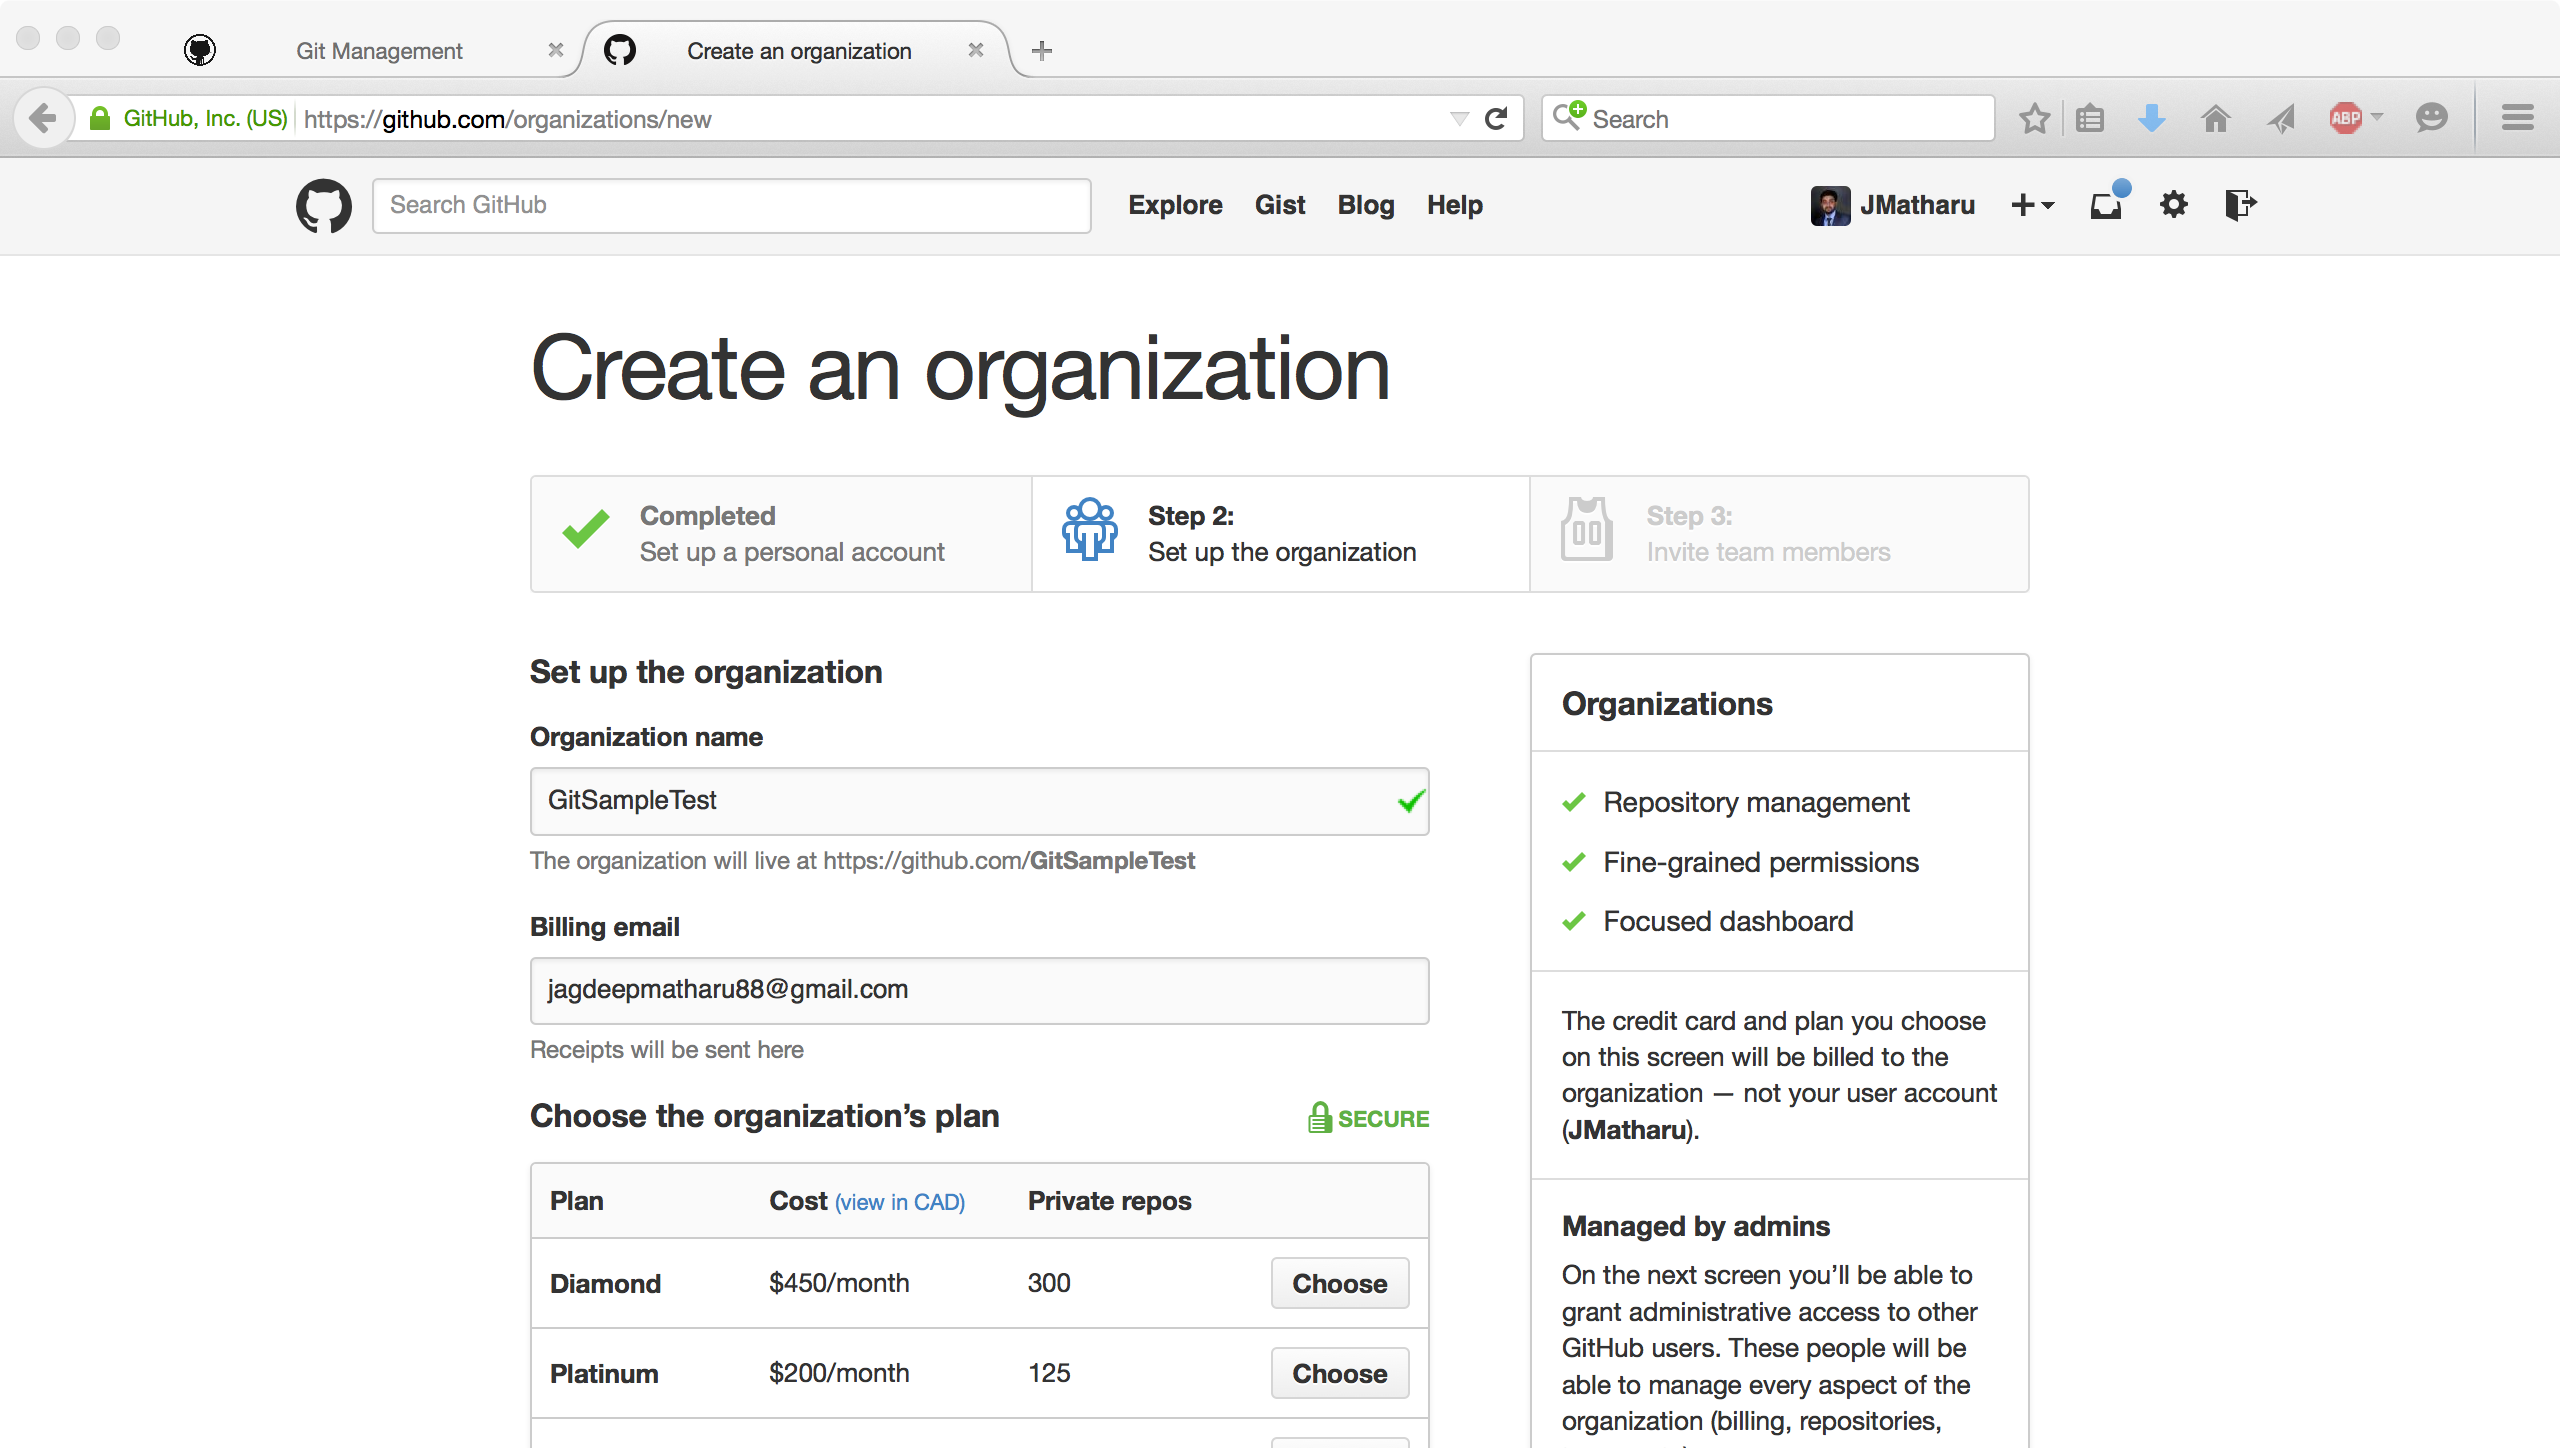 Git Management
Create an organization
GitHub, Inc. (US)
https://github.com/organizations/new
Search
ABP
Search GitHub
Explore
Gist
Blog
Help
JMatharu
Create an organization
Completed
Set up a personal account
Step 2:
Set up the organization
Step 3:
Invite team members
Set up the organization
Organization name
GitSampleTest
The organization will live at https://github.com/GitSampleTest
Billing email
jagdeepmatharu88@gmail.com
Receipts will be sent here
Choose the organization’s plan
SECURE
Plan Cost (view in CAD) Private repos
Diamond $450/month 300 Choose
Platinum $200/month 125 Choose
Organizations
Repository management
Fine-grained permissions
Focused dashboard
The credit card and plan you choose
on this screen will be billed to the
organization — not your user account
(JMatharu).
Managed by admins
On the next screen you’ll be able to
grant administrative access to other
GitHub users. These people will be
able to manage every aspect of the
organization (billing, repositories,